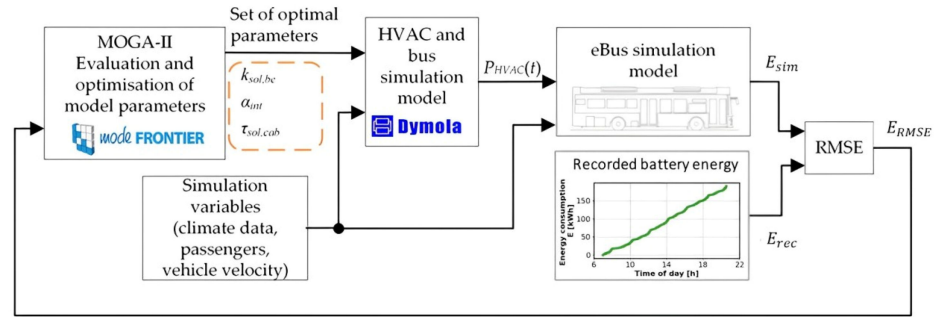 MOGA-II
Evaluation and
optimisation of
model parameters
mode FRONTIER
Set of optimal
parameters
k_sol,bc
α_int
τ_sol,cab
HVAC and
bus
simulation
model
Dymola
P_HVAC(t)
eBus simulation
model
E_sim
RMSE
E_RMSE
Simulation
variables
(climate data,
passengers,
vehicle velocity)
Recorded battery energy
Energy consumption
E [kWh]
150
100
50
0
6
10
14
18
22
Time of day [h]
E_rec